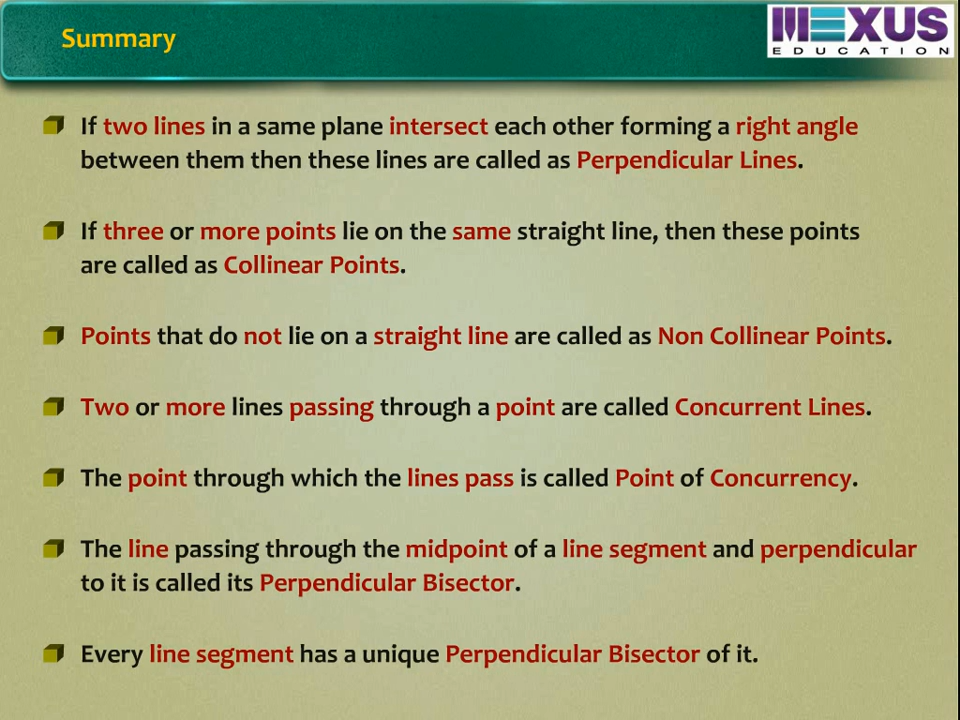 Summary
MEXUS
EDUCATION
If two lines in a same plane intersect each other forming a right angle
between them then these lines are called as Perpendicular Lines.
If three or more points lie on the same straight line, then these points
are called as Collinear Points.
Points that do not lie on a straight line are called as Non Collinear Points.
Two or more lines passing through a point are called Concurrent Lines.
The point through which the lines pass is called Point of Concurrency.
The line passing through the midpoint of a line segment and perpendicular
to it is called its Perpendicular Bisector.
Every line segment has a unique Perpendicular Bisector of it.